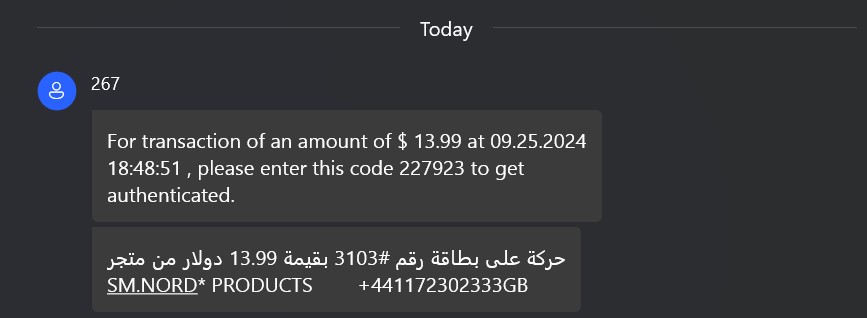 Today
267
For transaction of an amount of $ 13.99 at 09.25.2024
18:48:51 , please enter this code 227923 to get
authenticated.
حركة على بطاقة رقم #3103 بقيمة 13.99 دولار من متجر
SM.NORD* PRODUCTS +441172302333GB